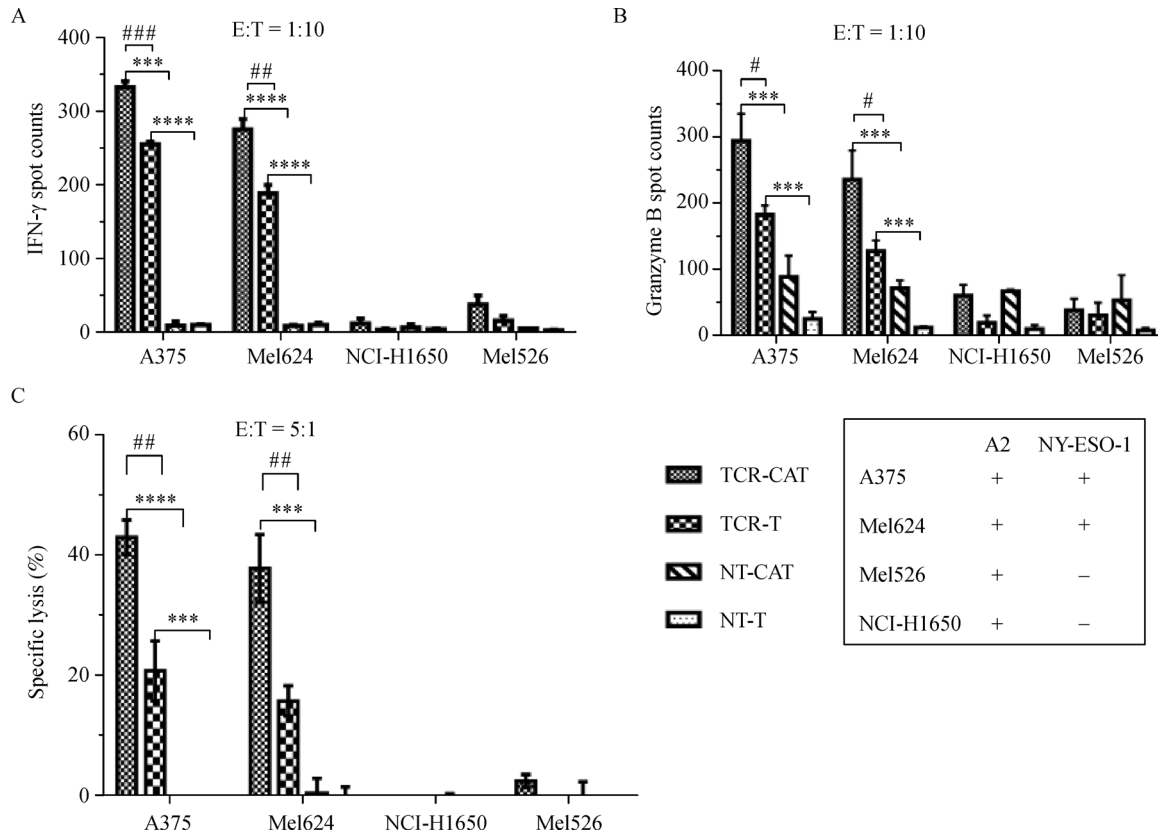 A
E:T = 1:10
IFN-γ spot counts
400
300
200
100
0
###
***
****
##
****
****
A375
Mel624
NCI-H1650
Mel526
B
E:T = 1:10
Granzyme B spot counts
400
300
200
100
0
#
***
***
#
***
***
A375
Mel624
NCI-H1650
Mel526
C
E:T = 5:1
Specific lysis (%)
60
40
20
0
##
****
***
##
***
A375
Mel624
NCI-H1650
Mel526
TCR-CAT
TCR-T
NT-CAT
NT-T
A2 NY-ESO-1
A375 + +
Mel624 + +
Mel526 + −
NCI-H1650 + −